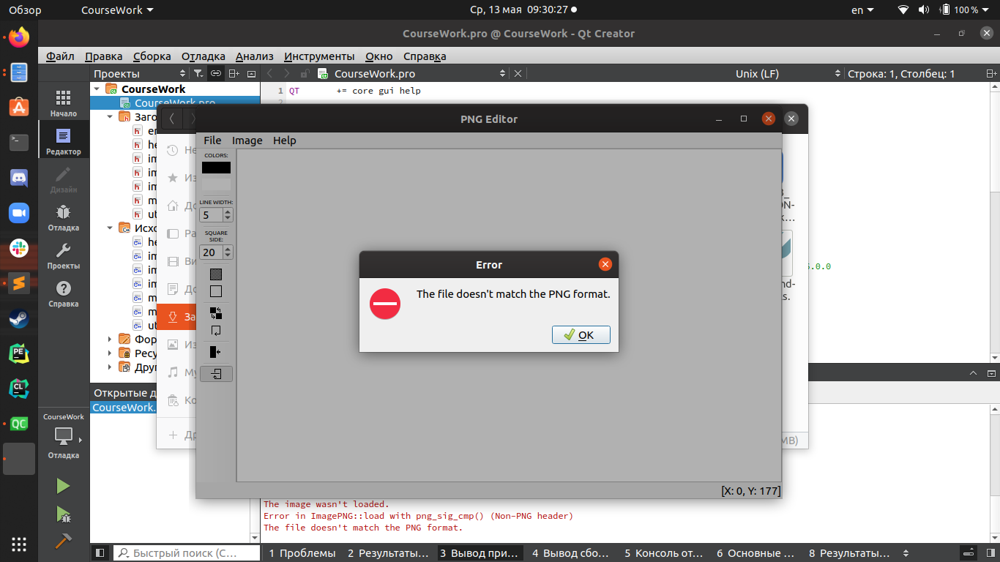 Обзор
CourseWork
Ср, 13 мая 09:30:27
en
100 %
CourseWork.pro @ CourseWork - Qt Creator
Файл Правка Сборка Отладка Анализ Инструменты Окно Справка
Проекты
CourseWork.pro
Unix (LF)
Строка: 1, Столбец: 1
Начало
Редактор
Дизайн
Отладка
Проекты
Справка
CourseWork
Отладка
CourseWork
CourseWork.pro
Заго
he
im
im
im
m
ut
Исхо
he
im
im
im
m
m
ut
Фор
Ресу
Друг
Открытые д
CourseWork.
1 QT += core gui help
2
5.0.0
Не
Из
До
Ра
Ви
До
За
Из
Му
Ко
Др
MB)
PNG Editor
File Image Help
COLORS:
LINE WIDTH:
5
SQUARE
SIDE:
20
Error
The file doesn't match the PNG format.
OK
[X: 0, Y: 177]
The image wasn't loaded.
Error in ImagePNG::load with png_sig_cmp() (Non-PNG header)
The file doesn't match the PNG format.
Быстрый поиск (C…
1 Проблемы
2 Результаты…
3 Вывод при…
4 Вывод сбо…
5 Консоль от…
6 Основные …
8 Результаты…